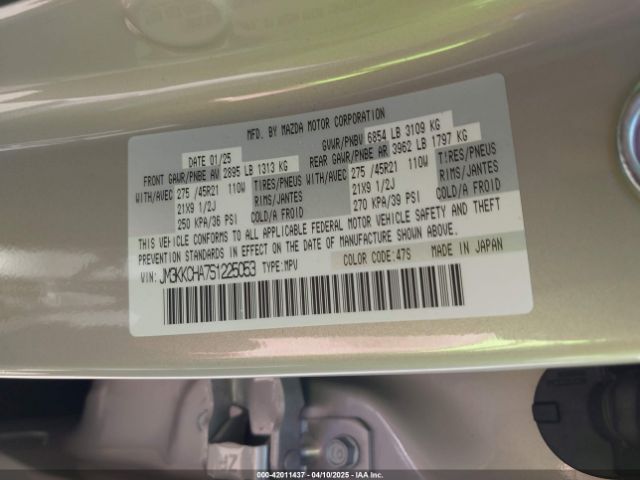 MFD. BY MAZDA MOTOR CORPORATION
DATE 01/25 GVWR/PNBV 6854 LB 3109 KG
FRONT GAWR/PNBE AV 2895 LB 1313 KG REAR GAWR/PNBE AR 3962 LB 1797 KG
WITH/AVEC 275 /45R21 110W TIRES/PNEUS WITH/AVEC 275 /45R21 110W TIRES/PNEUS
21X9 1/2J RIMS/JANTES 21X9 1/2J RIMS/JANTES
250 KPA/36 PSI COLD/A FROID 270 KPA/39 PSI COLD/A FROID
THIS VEHICLE CONFORMS TO ALL APPLICABLE FEDERAL MOTOR VEHICLE SAFETY AND THEFT
PREVENTION STANDARDS IN EFFECT ON THE DATE OF MANUFACTURE SHOWN ABOVE.
VIN: JM3KKCHA751225053 TYPE:MPV COLOR CODE:47S MADE IN JAPAN
000-42011437 - 04/10/2025 - IAAI.com